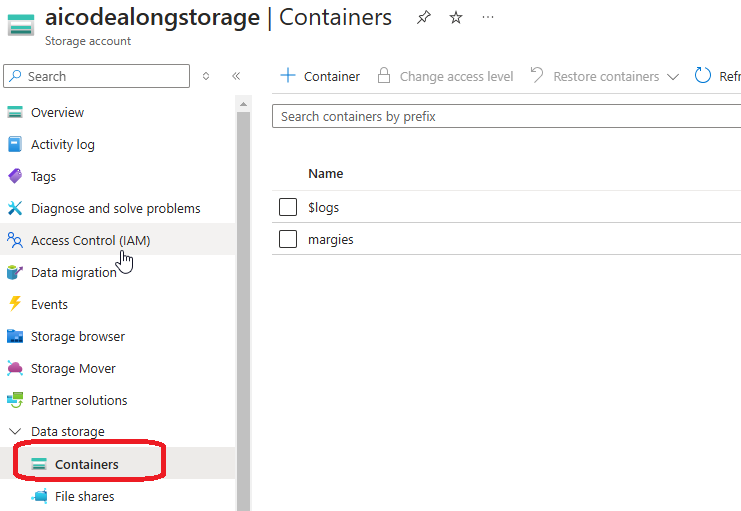 aicodealongstorage | Containers
Storage account
Search
Container
Change access level
Restore containers
Refr
Search containers by prefix
Overview
Activity log
Tags
Diagnose and solve problems
Access Control (IAM)
Data migration
Events
Storage browser
Storage Mover
Partner solutions
Data storage
Containers
File shares
Name
$logs
margies